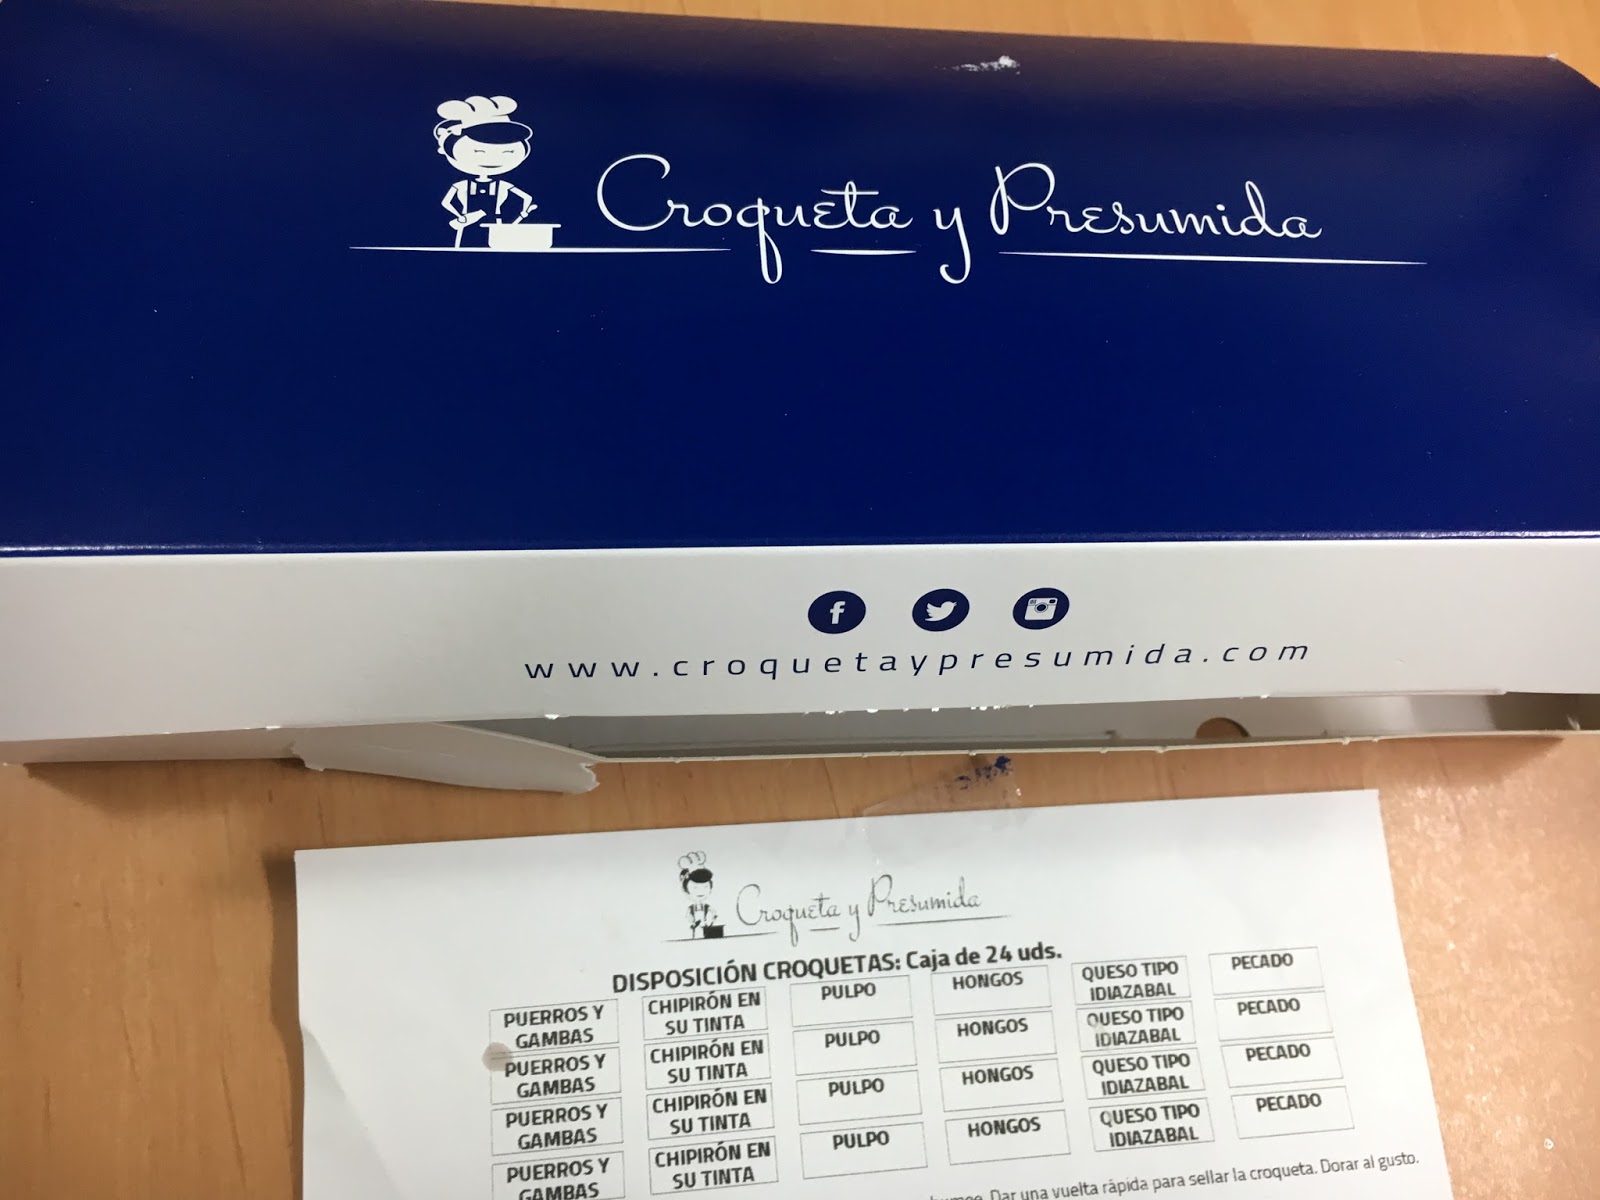 Croqueta y Presumida
www.croquetaypresumida.com
Croqueta y Presumida
DISPOSICIÓN CROQUETAS: Caja de 24 uds.
PUERROS Y GAMBAS CHIPIRÓN EN SU TINTA PULPO HONGOS QUESO TIPO IDIAZABAL PECADO
PUERROS Y GAMBAS CHIPIRÓN EN SU TINTA PULPO HONGOS QUESO TIPO IDIAZABAL PECADO
PUERROS Y GAMBAS CHIPIRÓN EN SU TINTA PULPO HONGOS QUESO TIPO IDIAZABAL PECADO
PUERROS Y GAMBAS CHIPIRÓN EN SU TINTA PULPO HONGOS QUESO TIPO IDIAZABAL PECADO
Dar una vuelta rápida para sellar la croqueta. Dorar al gusto.